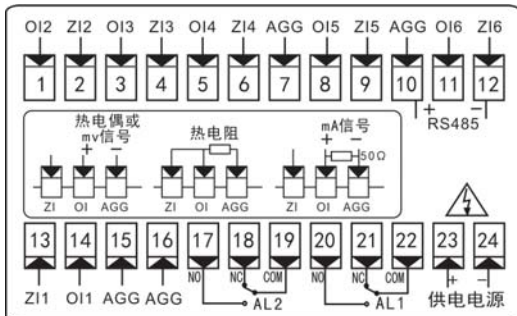 OI2 ZI2 OI3 ZI3 OI4 ZI4 AGG OI5 ZI5 AGG OI6 ZI6
1 2 3 4 5 6 7 8 9 10 11 12
+ −
RS485
热电偶或
mv信号
+ −
ZI OI AGG
热电阻
ZI OI AGG
mA信号
+ −
50Ω
ZI OI AGG
13 14 15 16 17 18 19 20 21 22 23 24
NO NC COM NO NC COM + −
ZI1 OI1 AGG AGG AL2 AL1 供电电源